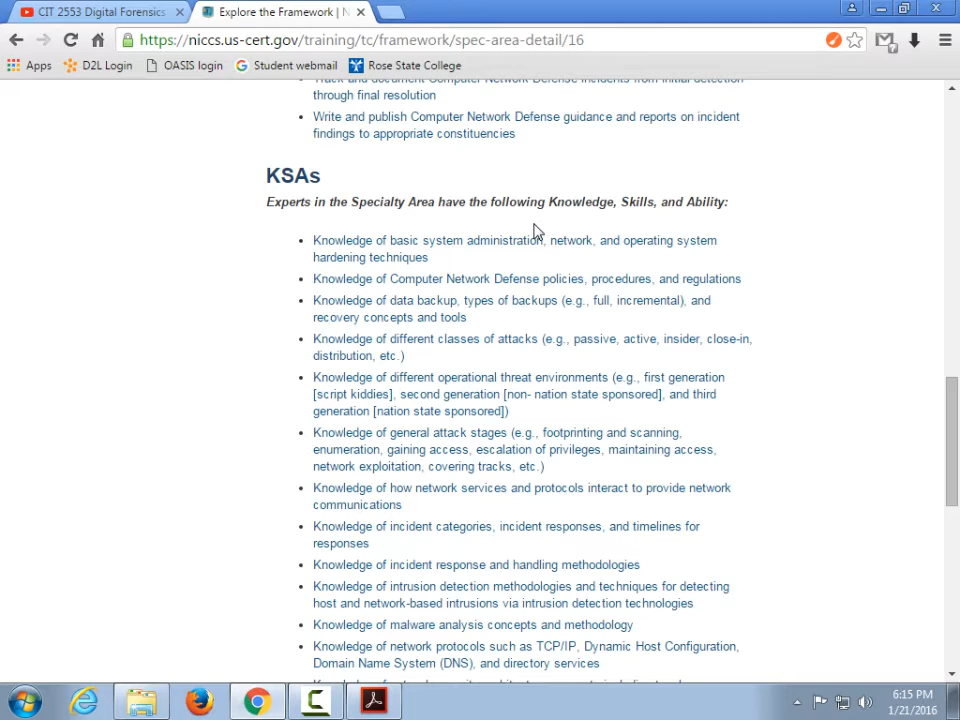 CIT 2553 Digital Forensics
Explore the Framework | N
https://niccs.us-cert.gov/training/tc/framework/spec-area-detail/16
Apps D2L Login OASIS login Student webmail Rose State College
Track and document Computer Network Defense incidents from initial detection
through final resolution
• Write and publish Computer Network Defense guidance and reports on incident
findings to appropriate constituencies
KSAs
Experts in the Specialty Area have the following Knowledge, Skills, and Ability:
• Knowledge of basic system administration, network, and operating system
hardening techniques
• Knowledge of Computer Network Defense policies, procedures, and regulations
• Knowledge of data backup, types of backups (e.g., full, incremental), and
recovery concepts and tools
• Knowledge of different classes of attacks (e.g., passive, active, insider, close-in,
distribution, etc.)
• Knowledge of different operational threat environments (e.g., first generation
[script kiddies], second generation [non- nation state sponsored], and third
generation [nation state sponsored])
• Knowledge of general attack stages (e.g., footprinting and scanning,
enumeration, gaining access, escalation of privileges, maintaining access,
network exploitation, covering tracks, etc.)
• Knowledge of how network services and protocols interact to provide network
communications
• Knowledge of incident categories, incident responses, and timelines for
responses
• Knowledge of incident response and handling methodologies
• Knowledge of intrusion detection methodologies and techniques for detecting
host and network-based intrusions via intrusion detection technologies
• Knowledge of malware analysis concepts and methodology
• Knowledge of network protocols such as TCP/IP, Dynamic Host Configuration,
Domain Name System (DNS), and directory services
6:15 PM
1/21/2016